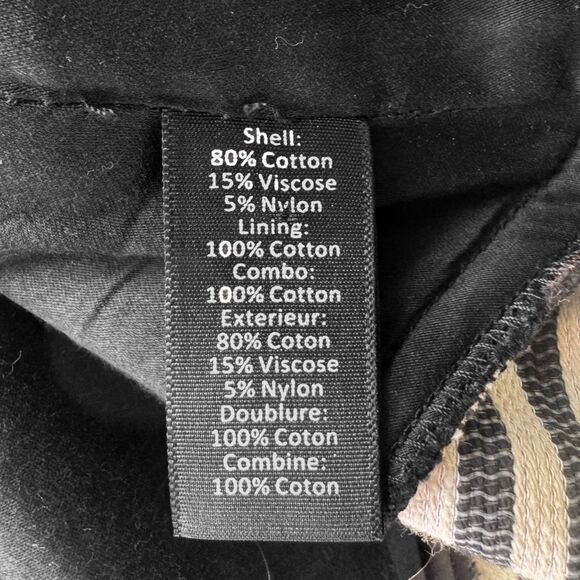 Shell:
80% Cotton
15% Viscose
5% Nylon
Lining:
100% Cotton
Combo:
100% Cotton
Exterieur:
80% Coton
15% Viscose
5% Nylon
Doublure:
100% Coton
Combine:
100% Coton